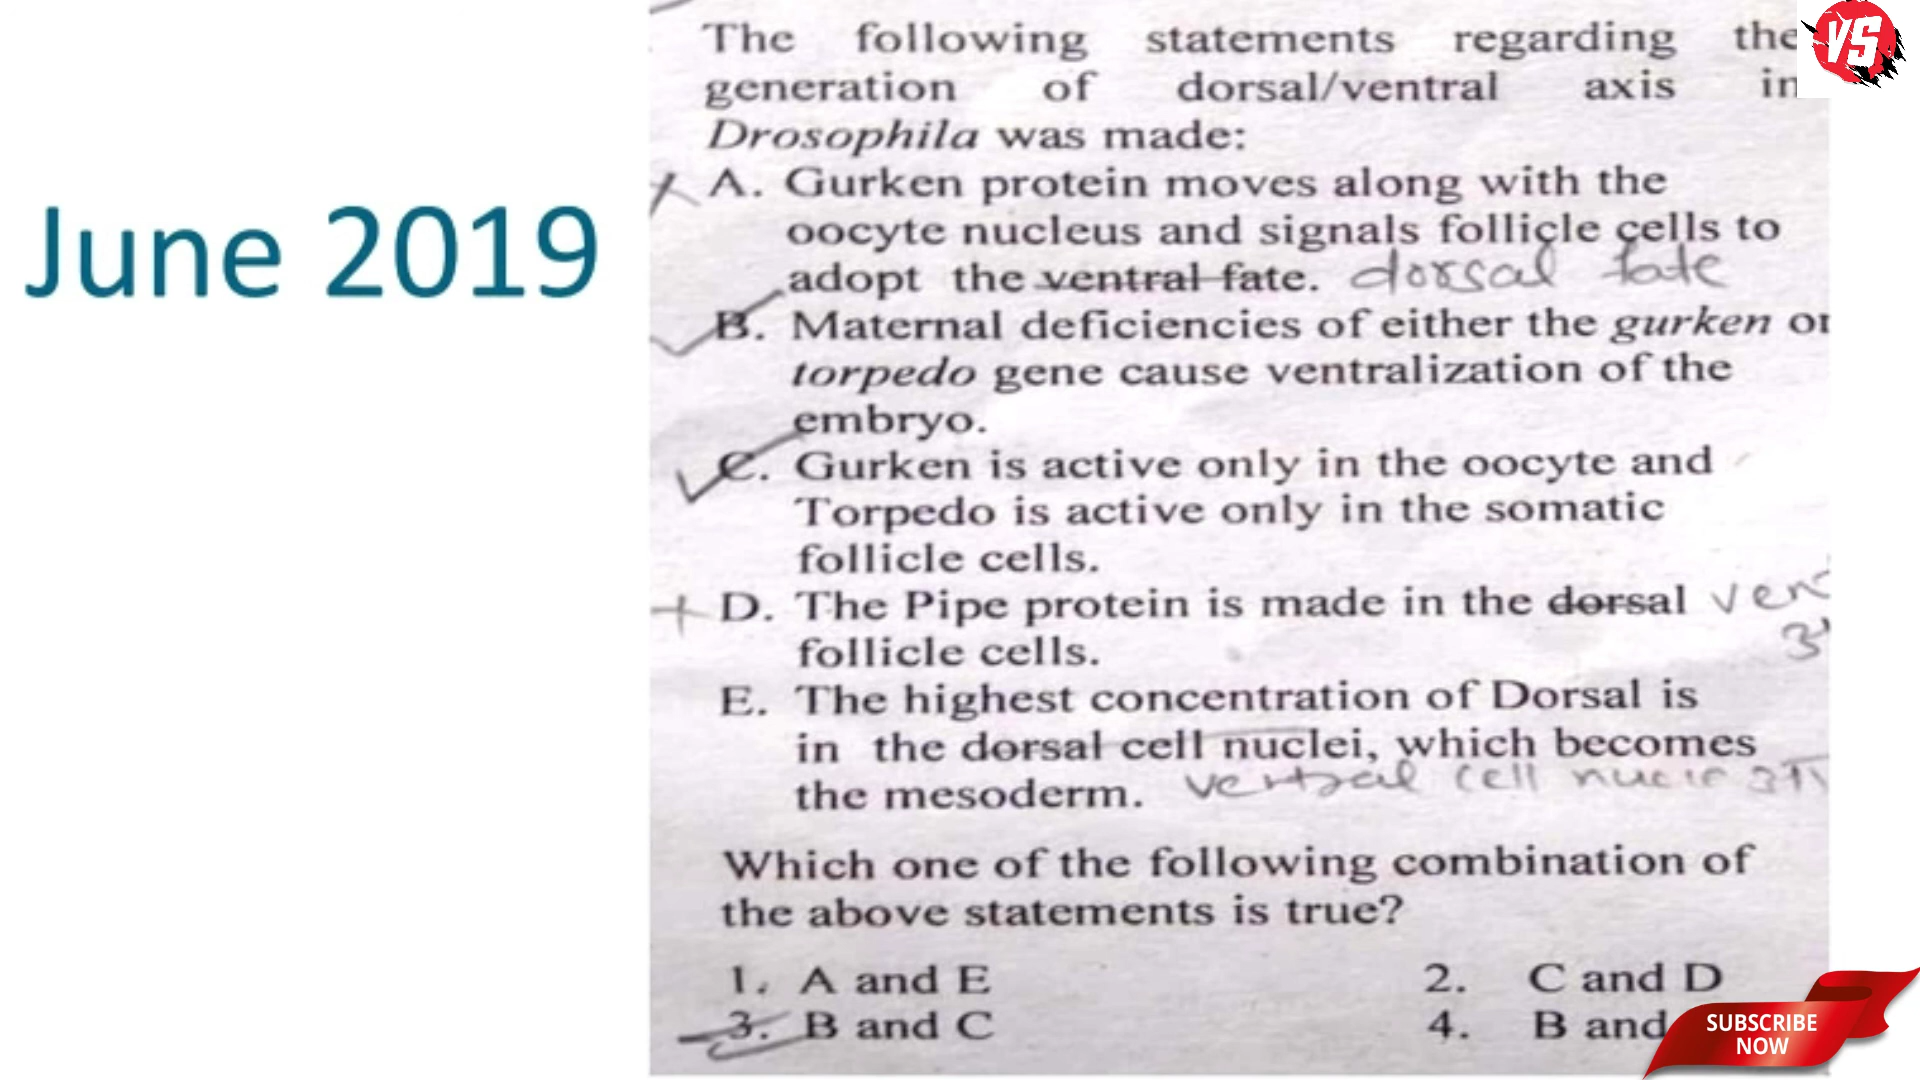 June 2019
VS
The following statements regarding the
generation of dorsal/ventral axis in
Drosophila was made:
A. Gurken protein moves along with the
oocyte nucleus and signals follicle cells to
adopt the ventral fate. dorsal fate
B. Maternal deficiencies of either the gurken or
torpedo gene cause ventralization of the
embryo.
C. Gurken is active only in the oocyte and
Torpedo is active only in the somatic
follicle cells.
D. The Pipe protein is made in the dorsal ven
follicle cells.
E. The highest concentration of Dorsal is
in the dorsal cell nuclei, which becomes
the mesoderm. ventral cell
Which one of the following combination of
the above statements is true?
1. A and E 2. C and D
3. B and C 4. B and
SUBSCRIBE
NOW